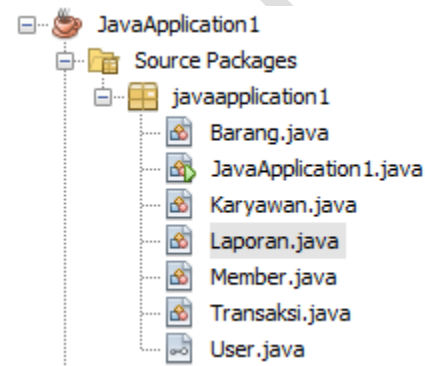 JavaApplication1
Source Packages
javaapplication1
Barang.java
JavaApplication1.java
Karyawan.java
Laporan.java
Member.java
Transaksi.java
User.java